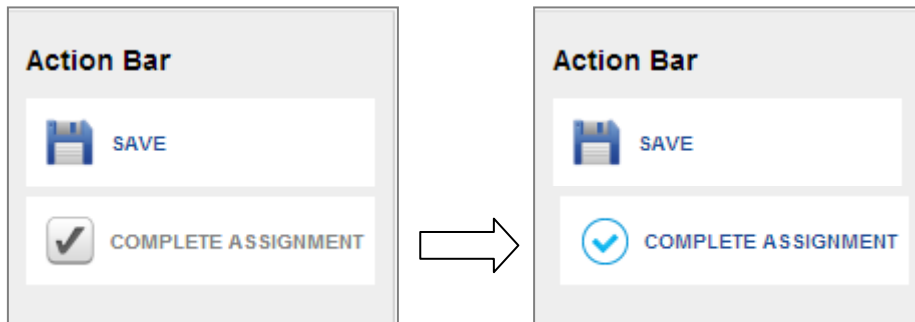 Action Bar
SAVE
COMPLETE ASSIGNMENT
Action Bar
SAVE
COMPLETE ASSIGNMENT